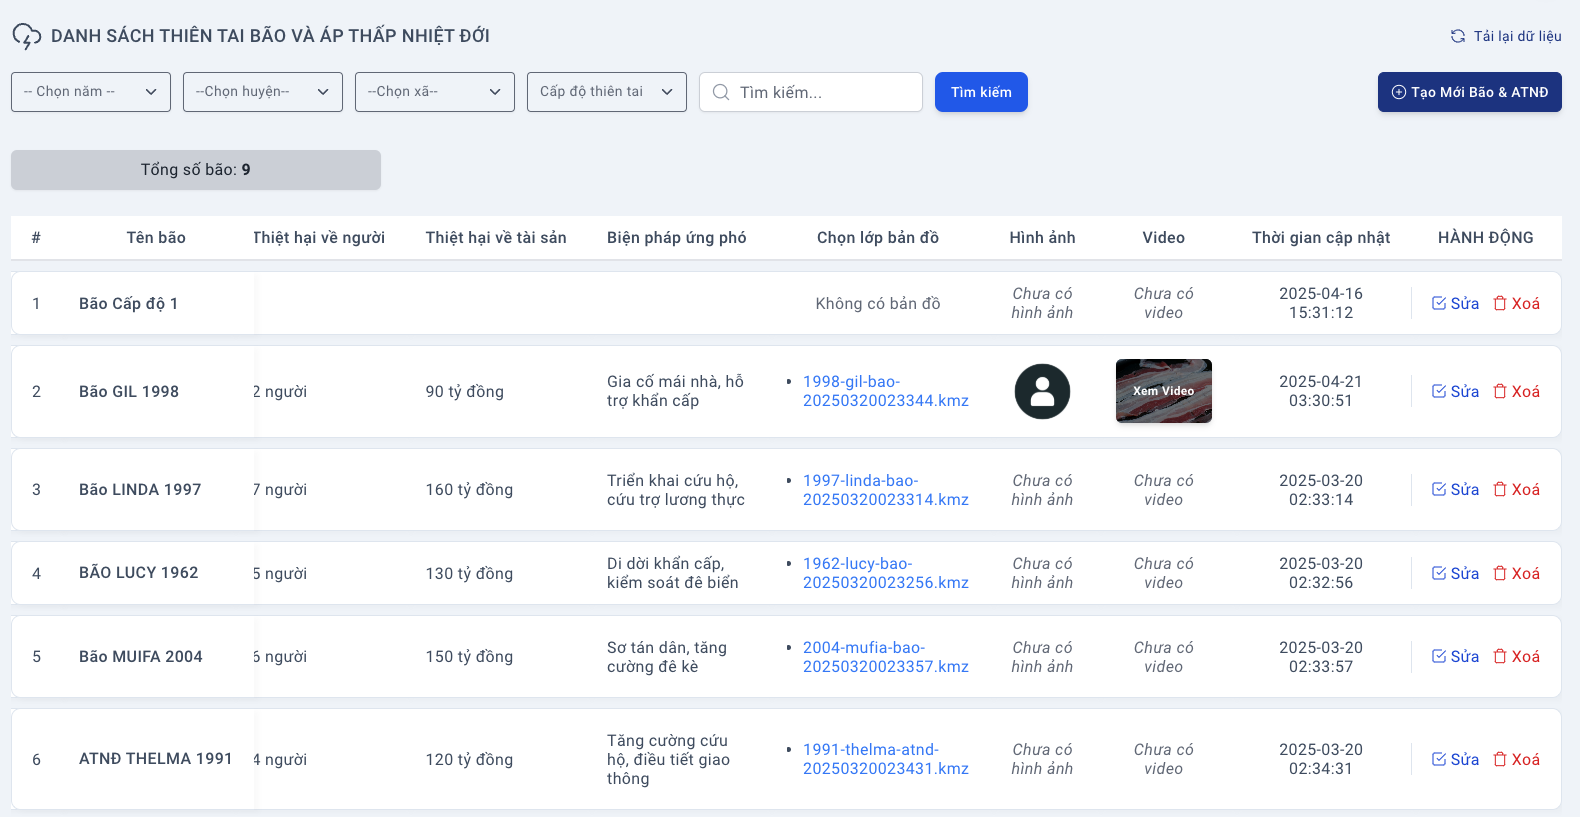 DANH SÁCH THIÊN TAI BÃO VÀ ÁP THẤP NHIỆT ĐỚI
Tải lại dữ liệu
-- Chọn năm --
--Chọn huyện--
--Chọn xã--
Cấp độ thiên tai
Tìm kiếm...
Tìm kiếm
Tạo Mới Bão & ATNĐ
Tổng số bão: 9
# Tên bão Thiệt hại về người Thiệt hại về tài sản Biện pháp ứng phó Chọn lớp bản đồ Hình ảnh Video Thời gian cập nhật HÀNH ĐỘNG
1 Bão Cấp độ 1 Không có bản đồ
Chưa có
hình ảnh
Chưa có
video
2025-04-16
15:31:12
Sửa Xoá
2 Bão GIL 1998 2 người 90 tỷ đồng
Gia cố mái nhà, hỗ
trợ khẩn cấp
1998-gil-bao-
20250320023344.kmz
Xem Video
2025-04-21
03:30:51
Sửa Xoá
3 Bão LINDA 1997 7 người 160 tỷ đồng
Triển khai cứu hộ,
cứu trợ lương thực
1997-linda-bao-
20250320023314.kmz
Chưa có
hình ảnh
Chưa có
video
2025-03-20
02:33:14
Sửa Xoá
4 BÃO LUCY 1962 5 người 130 tỷ đồng
Di dời khẩn cấp,
kiểm soát đê biển
1962-lucy-bao-
20250320023256.kmz
Chưa có
hình ảnh
Chưa có
video
2025-03-20
02:32:56
Sửa Xoá
5 Bão MUIFA 2004 6 người 150 tỷ đồng
Sơ tán dân, tăng
cường đê kè
2004-mufia-bao-
20250320023357.kmz
Chưa có
hình ảnh
Chưa có
video
2025-03-20
02:33:57
Sửa Xoá
6 ATNĐ THELMA 1991 4 người 120 tỷ đồng
Tăng cường cứu
hộ, điều tiết giao
thông
1991-thelma-atnd-
20250320023431.kmz
Chưa có
hình ảnh
Chưa có
video
2025-03-20
02:34:31
Sửa Xoá